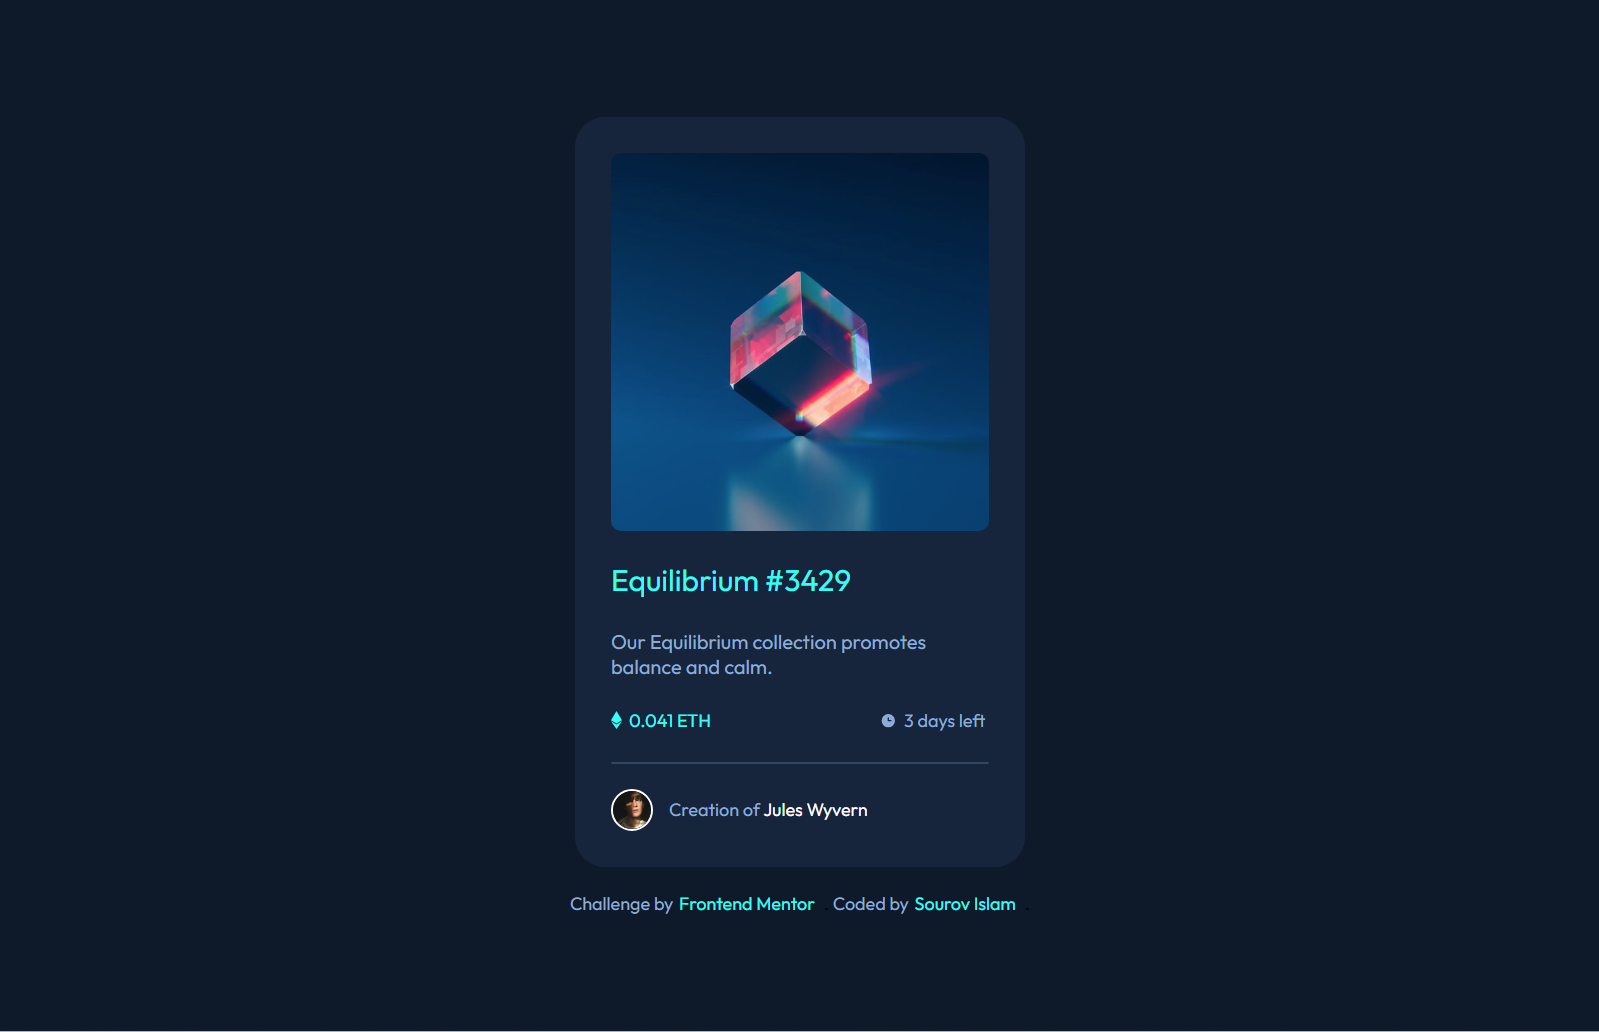 Equilibrium #3429
Our Equilibrium collection promotes
balance and calm.
0.041 ETH 3 days left
Creation of Jules Wyvern
Challenge by Frontend Mentor . Coded by Sourov Islam .